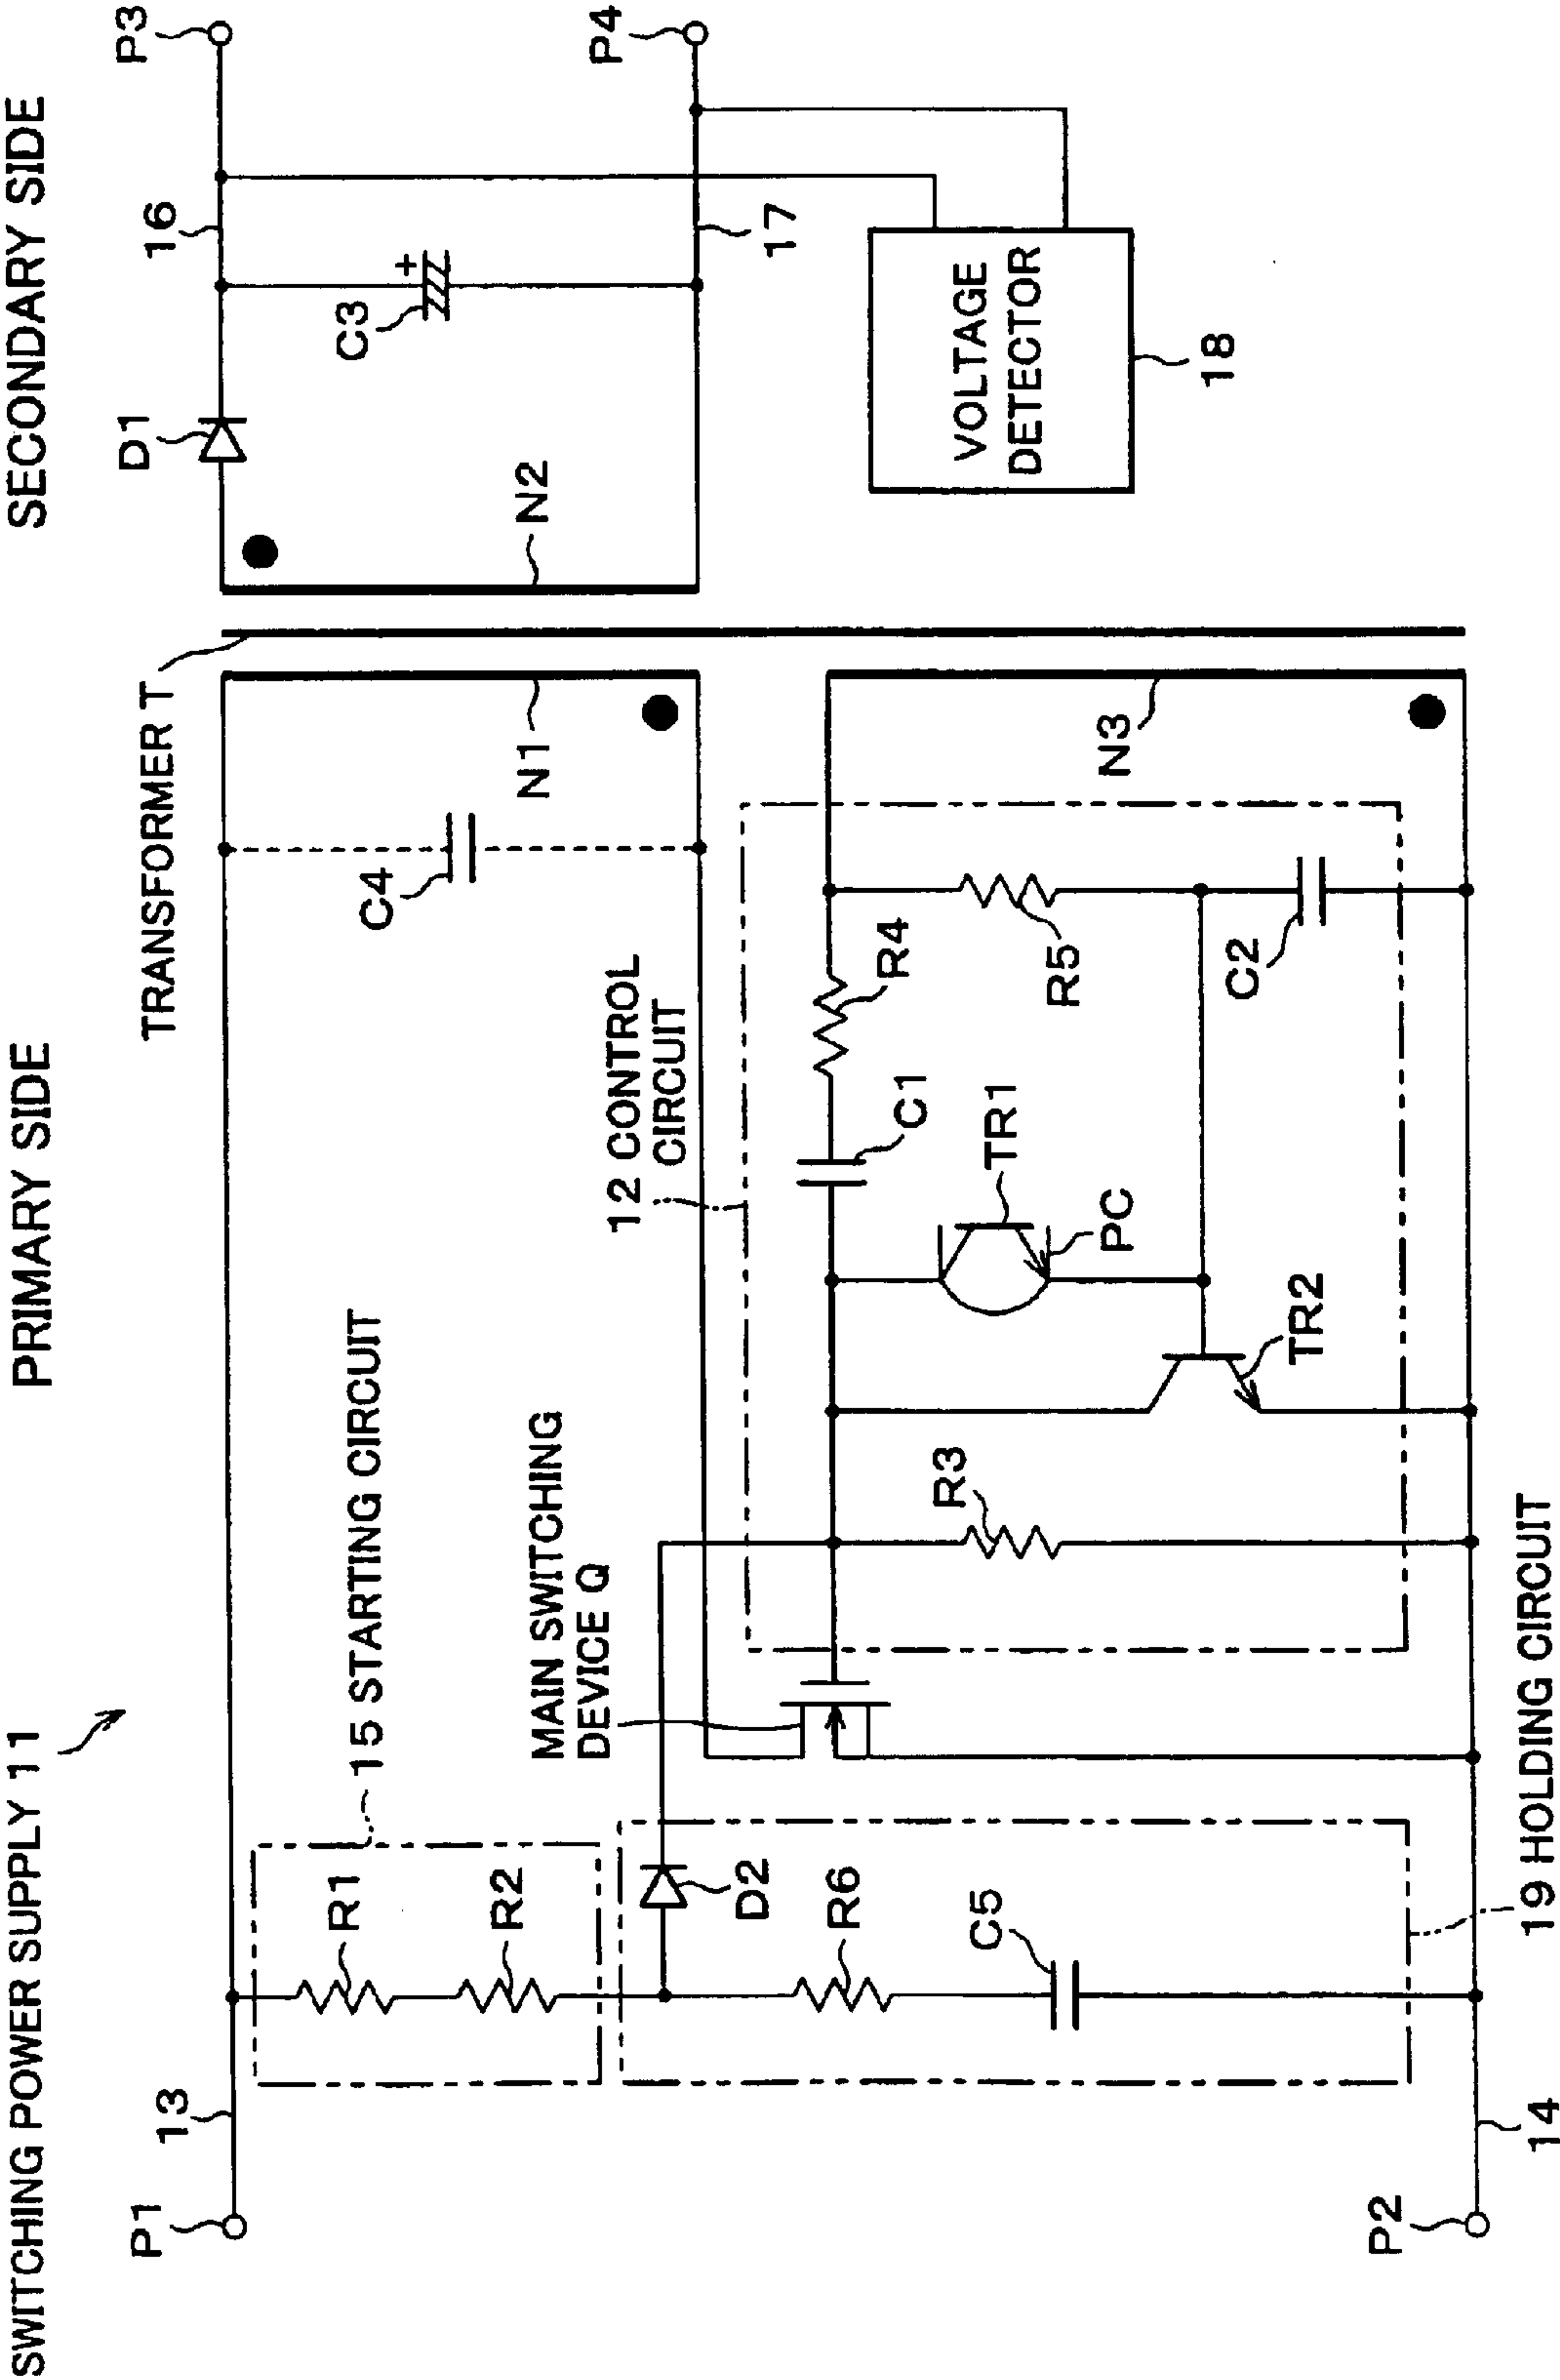 SWITCHING POWER SUPPLY 11
PRIMARY SIDE
SECONDARY SIDE
TRANSFORMER T
P1
13
15 STARTING CIRCUIT
R1
R2
MAIN SWITCHING
DEVICE Q
12 CONTROL
CIRCUIT
C4
N1
N2
D1
16
C3
+
P3
P4
17
VOLTAGE
DETECTOR
18
D2
R6
C5
R3
TR1
PC
TR2
C1
R4
R5
C2
N3
P2
14
19 HOLDING CIRCUIT